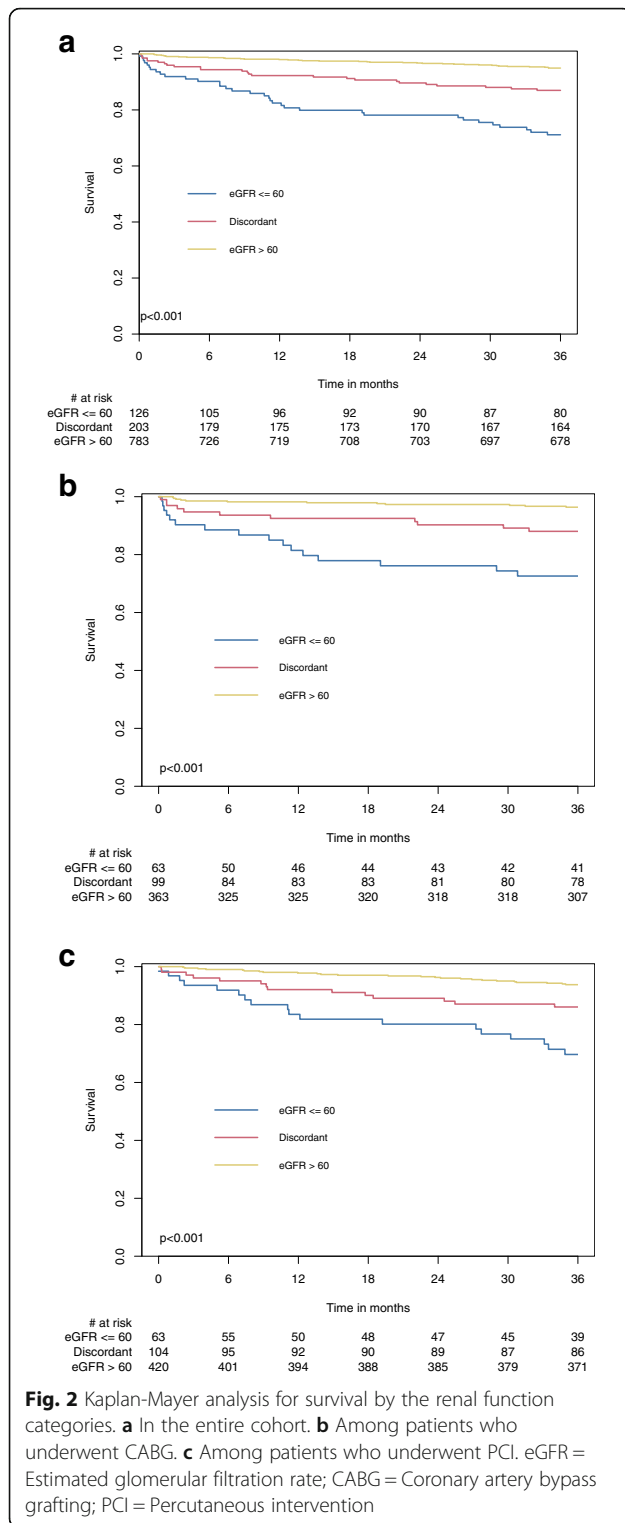 a
1.0
0.8
0.6
0.4
0.2
0.0
Survival
eGFR <= 60
Discordant
eGFR > 60
p<0.001
0 6 12 18 24 30 36
Time in months
# at risk
eGFR <= 60 126 105 96 92 90 87 80
Discordant 203 179 175 173 170 167 164
eGFR > 60 783 726 719 708 703 697 678
b
1.0
0.8
0.6
0.4
0.2
0.0
Survival
eGFR <= 60
Discordant
eGFR > 60
p<0.001
0 6 12 18 24 30 36
Time in months
# at risk
eGFR <= 60 63 50 46 44 43 42 41
Discordant 99 84 83 83 81 80 78
eGFR > 60 363 325 325 320 318 318 307
c
1.0
0.8
0.6
0.4
0.2
0.0
Survival
eGFR <= 60
Discordant
eGFR > 60
p<0.001
0 6 12 18 24 30 36
Time in months
# at risk
eGFR <= 60 63 55 50 48 47 45 39
Discordant 104 95 92 90 89 87 86
eGFR > 60 420 401 394 388 385 379 371
Fig. 2 Kaplan-Mayer analysis for survival by the renal function
categories. a In the entire cohort. b Among patients who
underwent CABG. c Among patients who underwent PCI. eGFR =
Estimated glomerular filtration rate; CABG = Coronary artery bypass
grafting; PCI = Percutaneous intervention